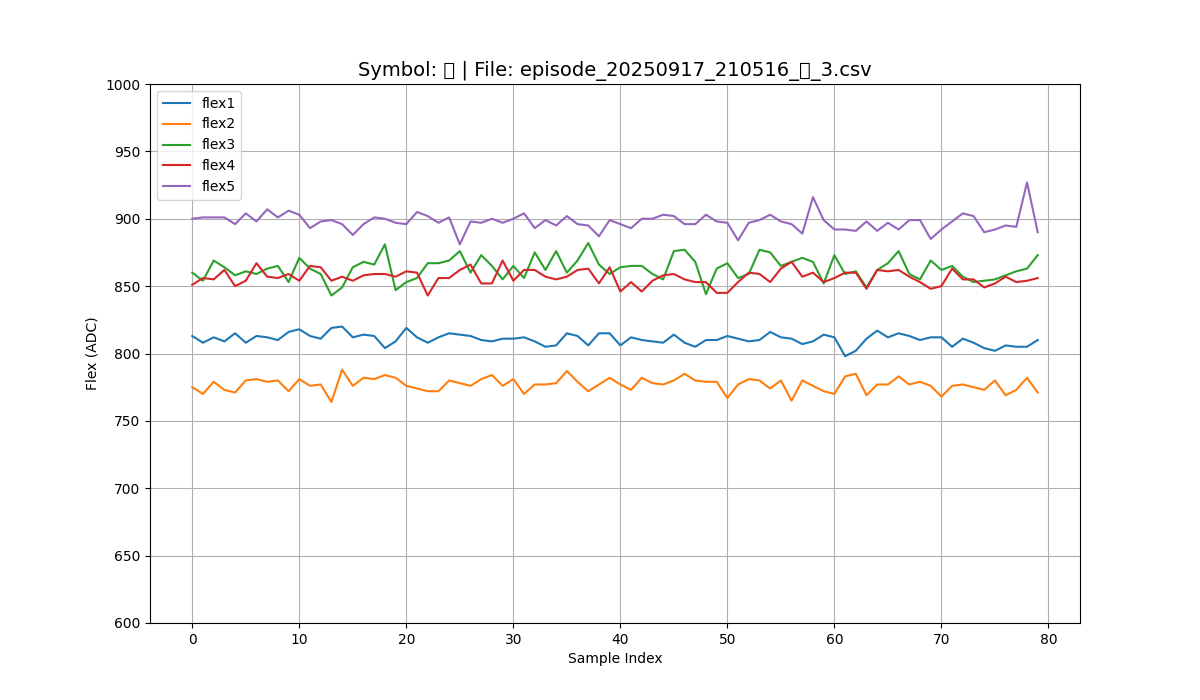 Symbol: | File: episode_20250917_210516_ _3.csv
1000
950
900
850
800
750
700
650
600
Flex (ADC)
flex1
flex2
flex3
flex4
flex5
0 10 20 30 40 50 60 70 80
Sample Index